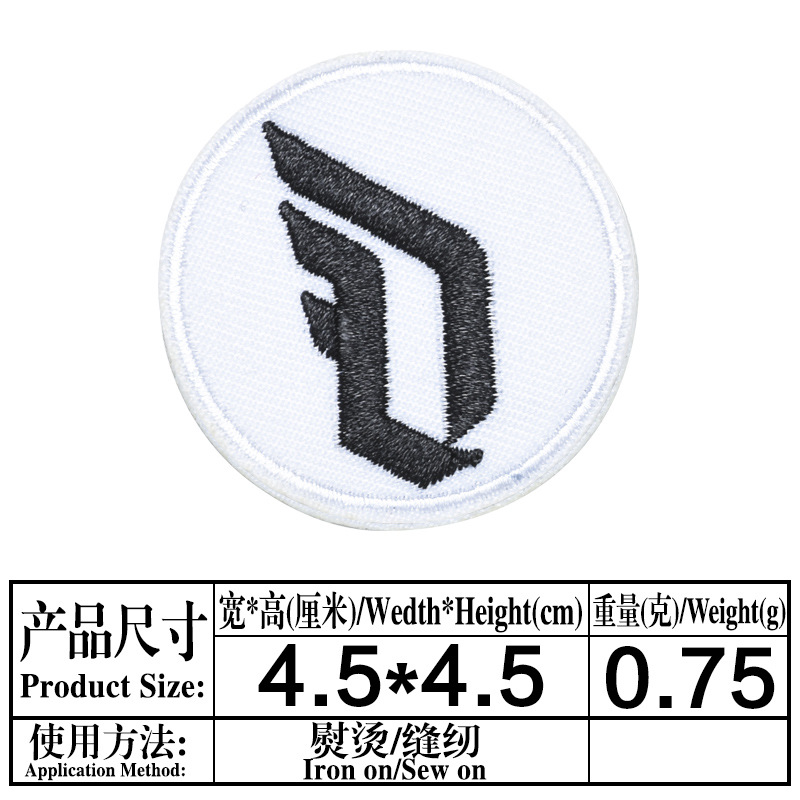 D
产品尺寸
Product Size:
宽*高(厘米)/Wedth*Height(cm)
重量(克)/Weight(g)
4.5*4.5
0.75
使用方法:
Application Method:
熨烫/缝纫
Iron on/Sew on